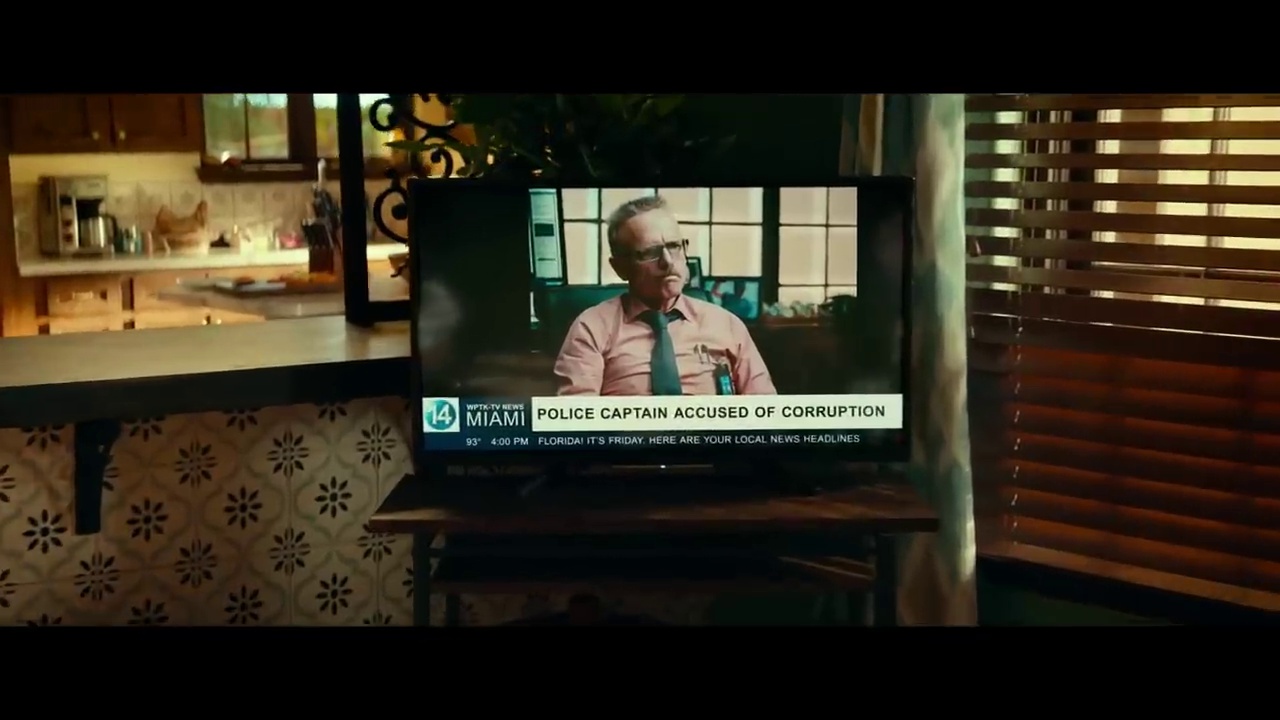 14
WPTK-TV NEWS
MIAMI
POLICE CAPTAIN ACCUSED OF CORRUPTION
93° 4:00 PM FLORIDA! IT'S FRIDAY. HERE ARE YOUR LOCAL NEWS HEADLINES